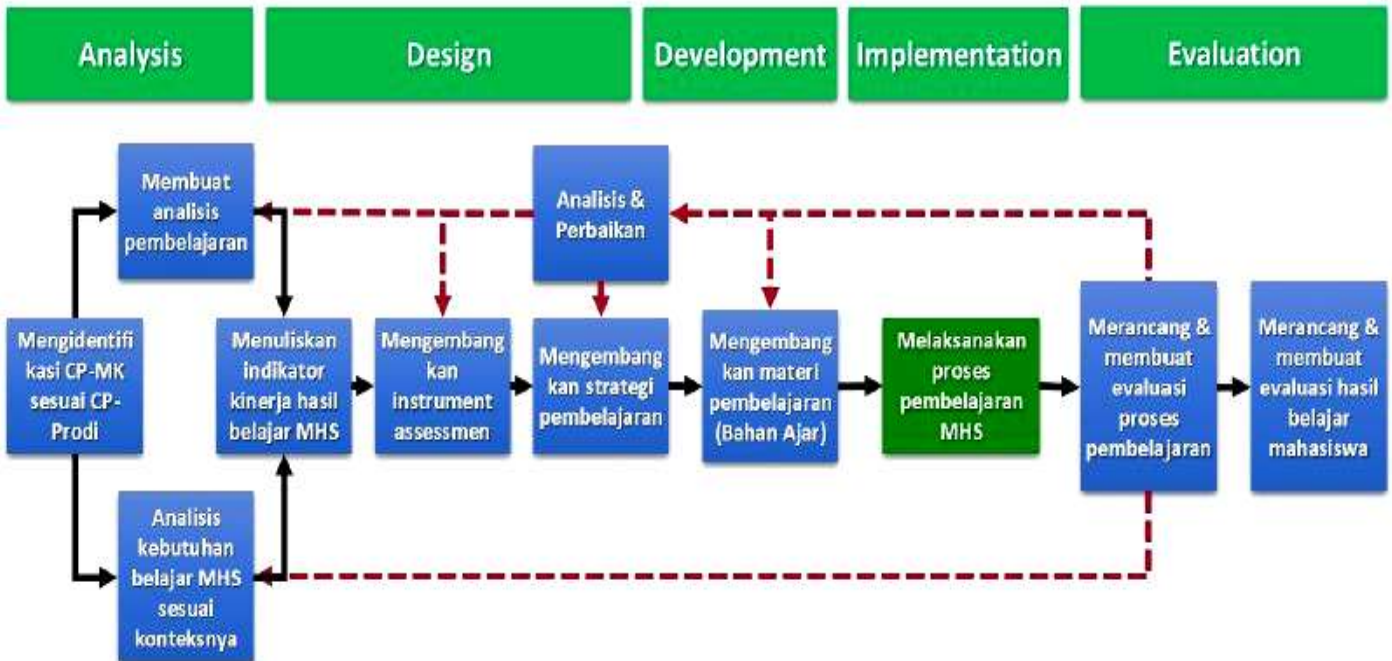 Analysis
Design
Development
Implementation
Evaluation
Membuat
analisis
pembelajaran
Analisis &
Perbaikan
Mengidentifi
kasi CP-MK
sesuai CP-
Prodi
Menuliskan
indikator
kinerja hasil
belajar MHS
Mengembang
kan
instrument
assessmen
Mengembang
kan strategi
pembelajaran
Mengembang
kan materi
pembelajaran
(Bahan Ajar)
Melaksanakan
proses
pembelajaran
MHS
Merancang &
membuat
evaluasi
proses
pembelajaran
Merancang &
membuat
evaluasi hasil
belajar
mahasiswa
Analisis
kebutuhan
belajar MHS
sesuai
konteksnya